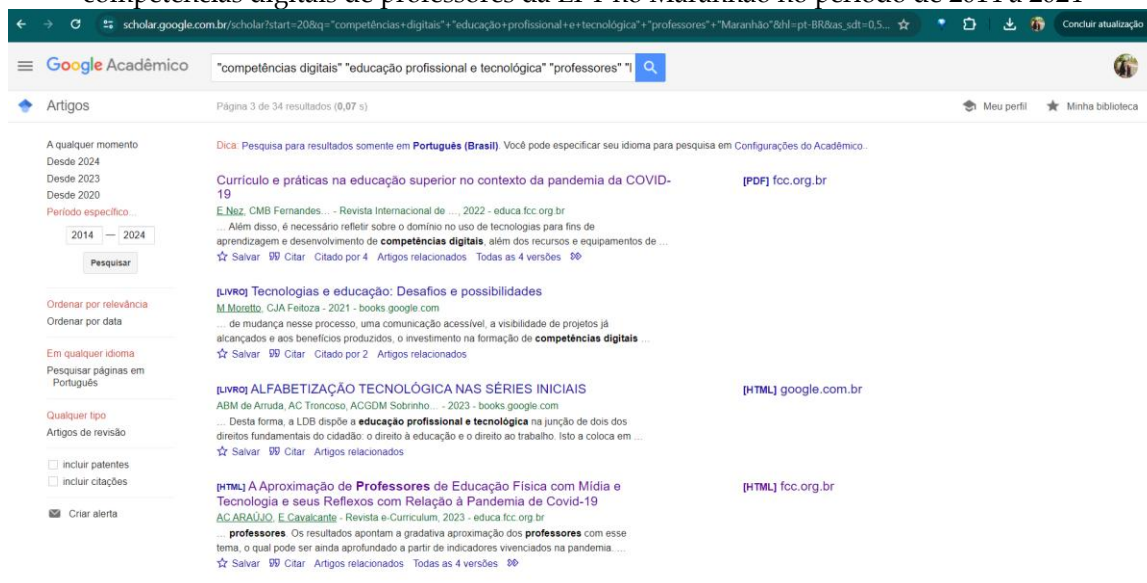 competências digitais de professores da EPT no Maranhão no período de 2014 a 2024
scholar.google.com.br/scholar?start=20&q="competências+digitais"+"educação+profissional+e+tecnológica"+"professores"+"Maranhão"&hl=pt-BR&as_sdt=0,5...
Concluir atualização
Google Acadêmico
"competências digitais" "educação profissional e tecnológica" "professores" "I
Artigos
Página 3 de 34 resultados (0,07 s)
Meu perfil
Minha biblioteca
A qualquer momento
Desde 2024
Desde 2023
Desde 2020
Período específico...
2014 — 2024
Pesquisar
Ordenar por relevância
Ordenar por data
Em qualquer idioma
Pesquisar páginas em
Português
Qualquer tipo
Artigos de revisão
incluir patentes
incluir citações
Criar alerta
Dica: Pesquisa para resultados somente em Português (Brasil). Você pode especificar seu idioma para pesquisa em Configurações do Acadêmico..
Currículo e práticas na educação superior no contexto da pandemia da COVID-
19
[PDF] fcc.org.br
E Nez, CMB Fernandes... - Revista Internacional de ..., 2022 - educa.fcc.org.br
... Além disso, é necessário refletir sobre o domínio no uso de tecnologias para fins de
aprendizagem e desenvolvimento de competências digitais, além dos recursos e equipamentos de ...
Salvar Citar Citado por 4 Artigos relacionados Todas as 4 versões
[LIVRO] Tecnologias e educação: Desafios e possibilidades
M Moretto, CJA Feitoza - 2021 - books.google.com
... de mudança nesse processo, uma comunicação acessível, a visibilidade de projetos já
alcançados e aos benefícios produzidos, o investimento na formação de competências digitais ...
Salvar Citar Citado por 2 Artigos relacionados
[LIVRO] ALFABETIZAÇÃO TECNOLÓGICA NAS SÉRIES INICIAIS
[HTML] google.com.br
ABM de Arruda, AC Troncoso, ACGDM Sobrinho... - 2023 - books.google.com
... Desta forma, a LDB dispõe a educação profissional e tecnológica na junção de dois dos
direitos fundamentais do cidadão: o direito à educação e o direito ao trabalho. Isto a coloca em ...
Salvar Citar Artigos relacionados
[HTML] A Aproximação de Professores de Educação Física com Mídia e
Tecnologia e seus Reflexos com Relação à Pandemia de Covid-19
[HTML] fcc.org.br
AC ARAÚJO, E Cavalcante - Revista e-Curriculum, 2023 - educa.fcc.org.br
... professores. Os resultados apontam a gradativa aproximação dos professores com esse
tema, o qual pode ser ainda aprofundado a partir de indicadores vivenciados na pandemia. ...
Salvar Citar Artigos relacionados Todas as 4 versões